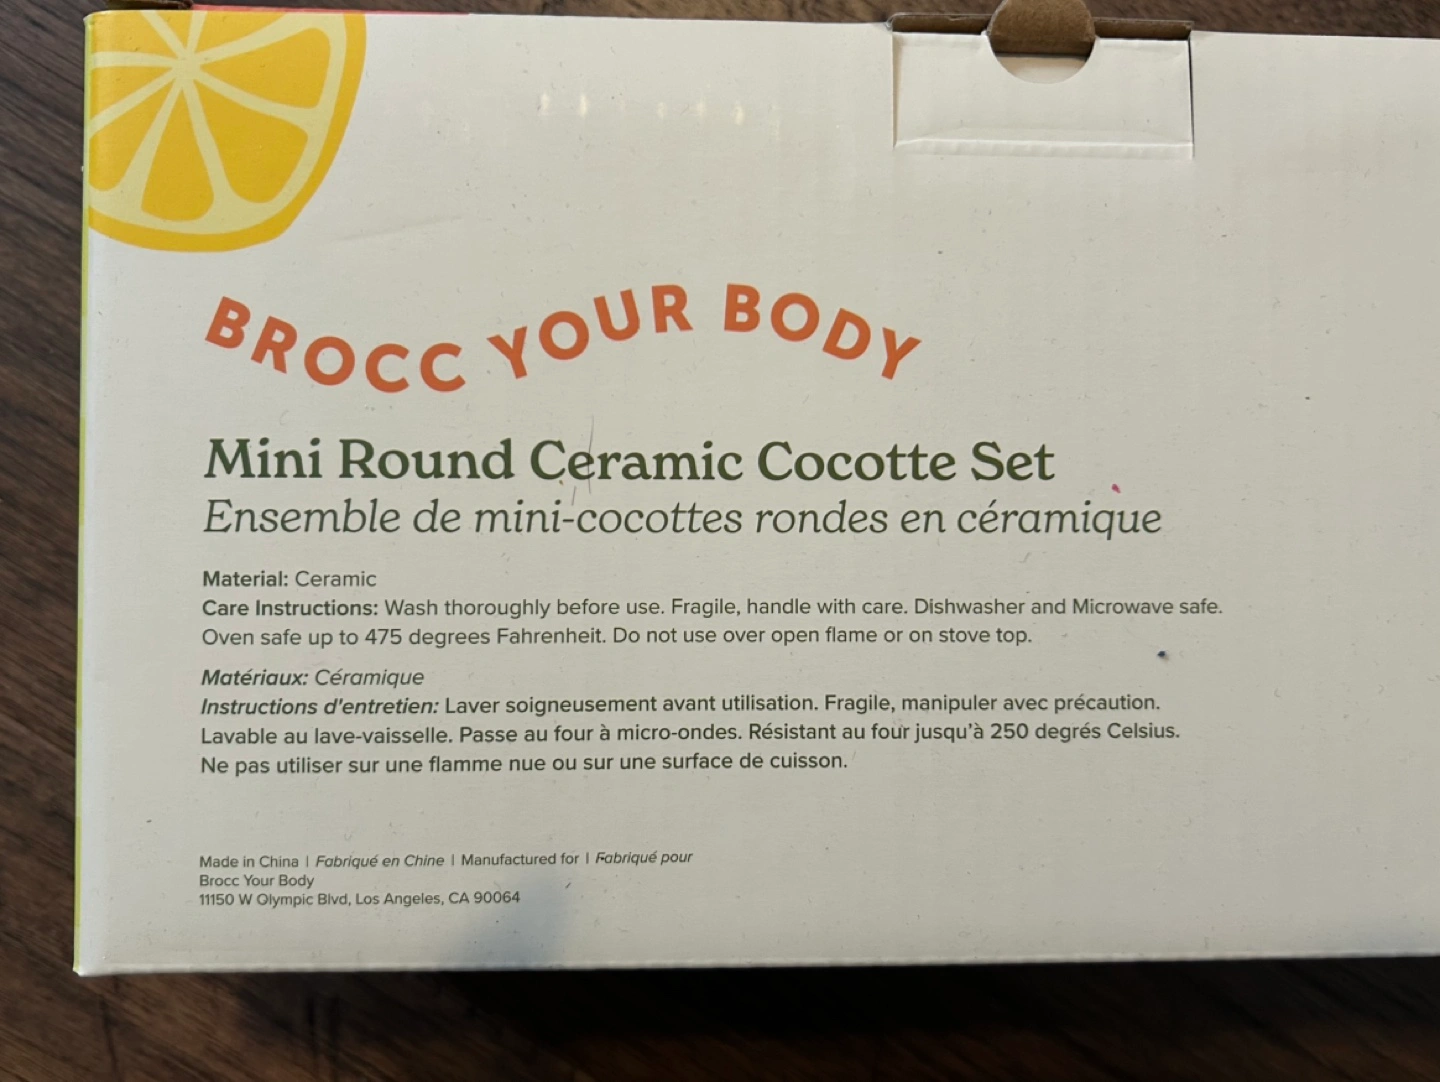 BROCC YOUR BODY
Mini Round Ceramic Cocotte Set
Ensemble de mini-cocottes rondes en céramique
Material: Ceramic
Care Instructions: Wash thoroughly before use. Fragile, handle with care. Dishwasher and Microwave safe.
Oven safe up to 475 degrees Fahrenheit. Do not use over open flame or on stove top.
Matériaux: Céramique
Instructions d'entretien: Laver soigneusement avant utilisation. Fragile, manipuler avec précaution.
Lavable au lave-vaisselle. Passe au four à micro-ondes. Résistant au four jusqu'à 250 degrés Celsius.
Ne pas utiliser sur une flamme nue ou sur une surface de cuisson.
Made in China | Fabriqué en Chine | Manufactured for | Fabriqué pour
Brocc Your Body
11150 W Olympic Blvd, Los Angeles, CA 90064